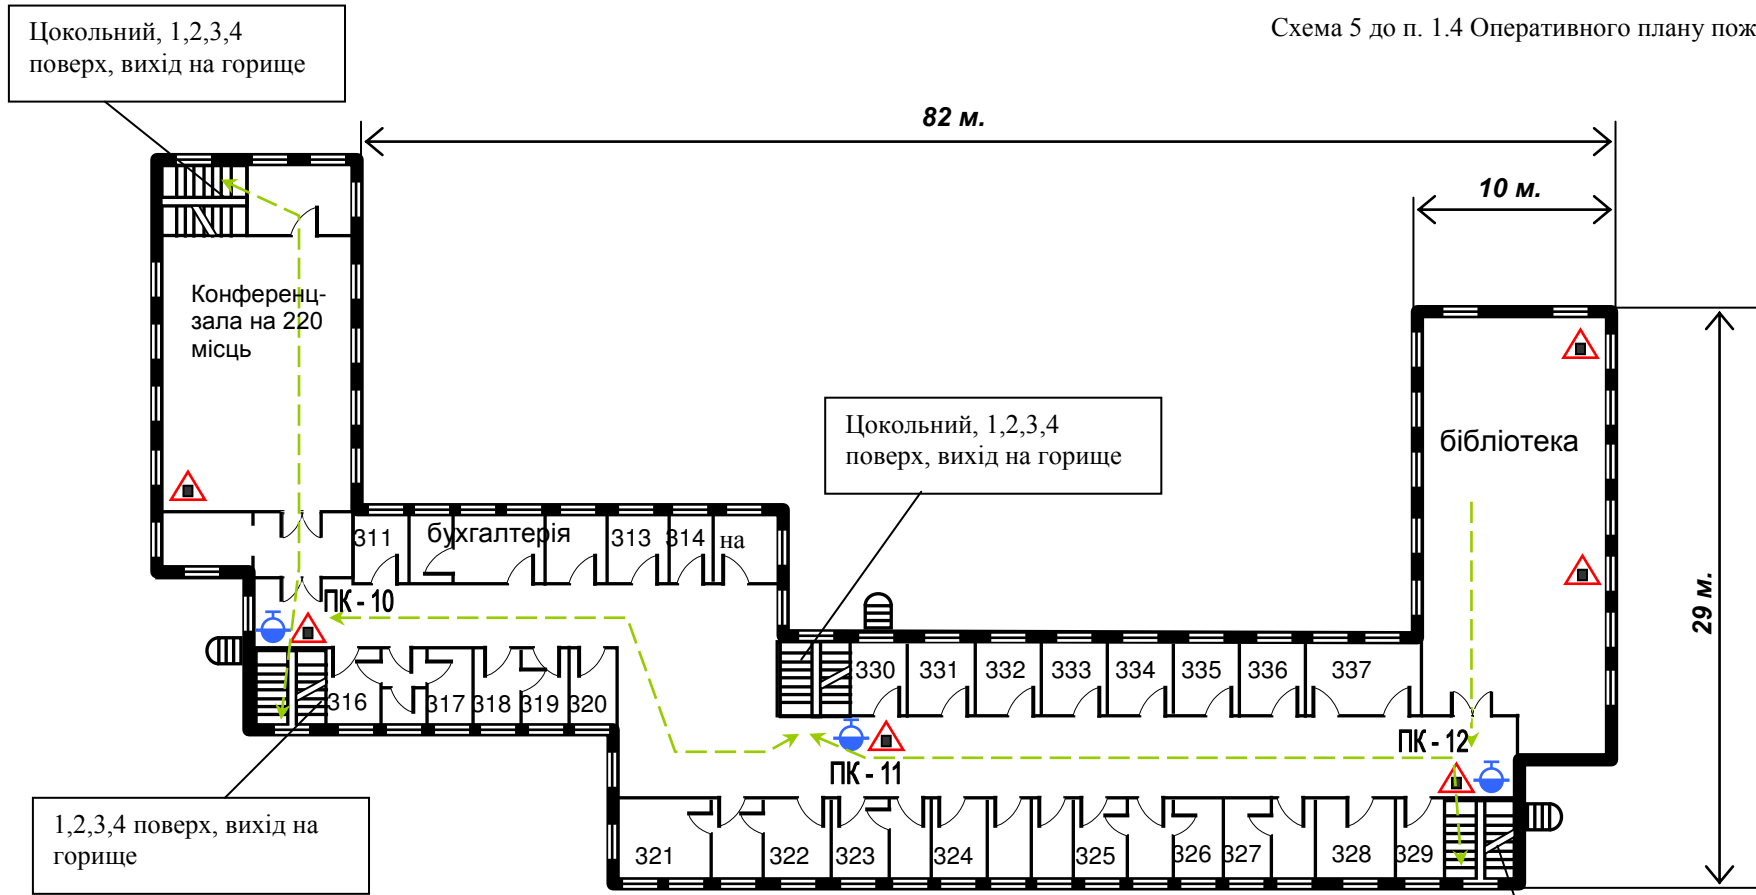 Схема 5 до п. 1.4 Оперативного плану пож
Цокольний, 1,2,3,4
поверх, вихід на горище
82 м.
10 м.
Конференц-
зала на 220
місць
Цокольний, 1,2,3,4
поверх, вихід на горище
бібліотека
29 м.
311
бухгалтерія
313
314
на
ПК - 10
316
317
318
319
320
330
331
332
333
334
335
336
337
ПК - 11
ПК - 12
1,2,3,4 поверх, вихід на
горище
321
322
323
324
325
326
327
328
329